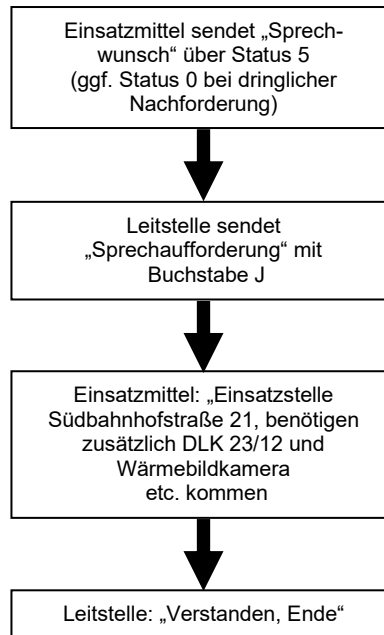 Einsatzmittel sendet „Sprech-
wunsch“ über Status 5
(ggf. Status 0 bei dringlicher
Nachforderung)
Leitstelle sendet
„Sprechaufforderung“ mit
Buchstabe J
Einsatzmittel: „Einsatzstelle
Südbahnhofstraße 21, benötigen
zusätzlich DLK 23/12 und
Wärmebildkamera
etc. kommen
Leitstelle: „Verstanden, Ende“